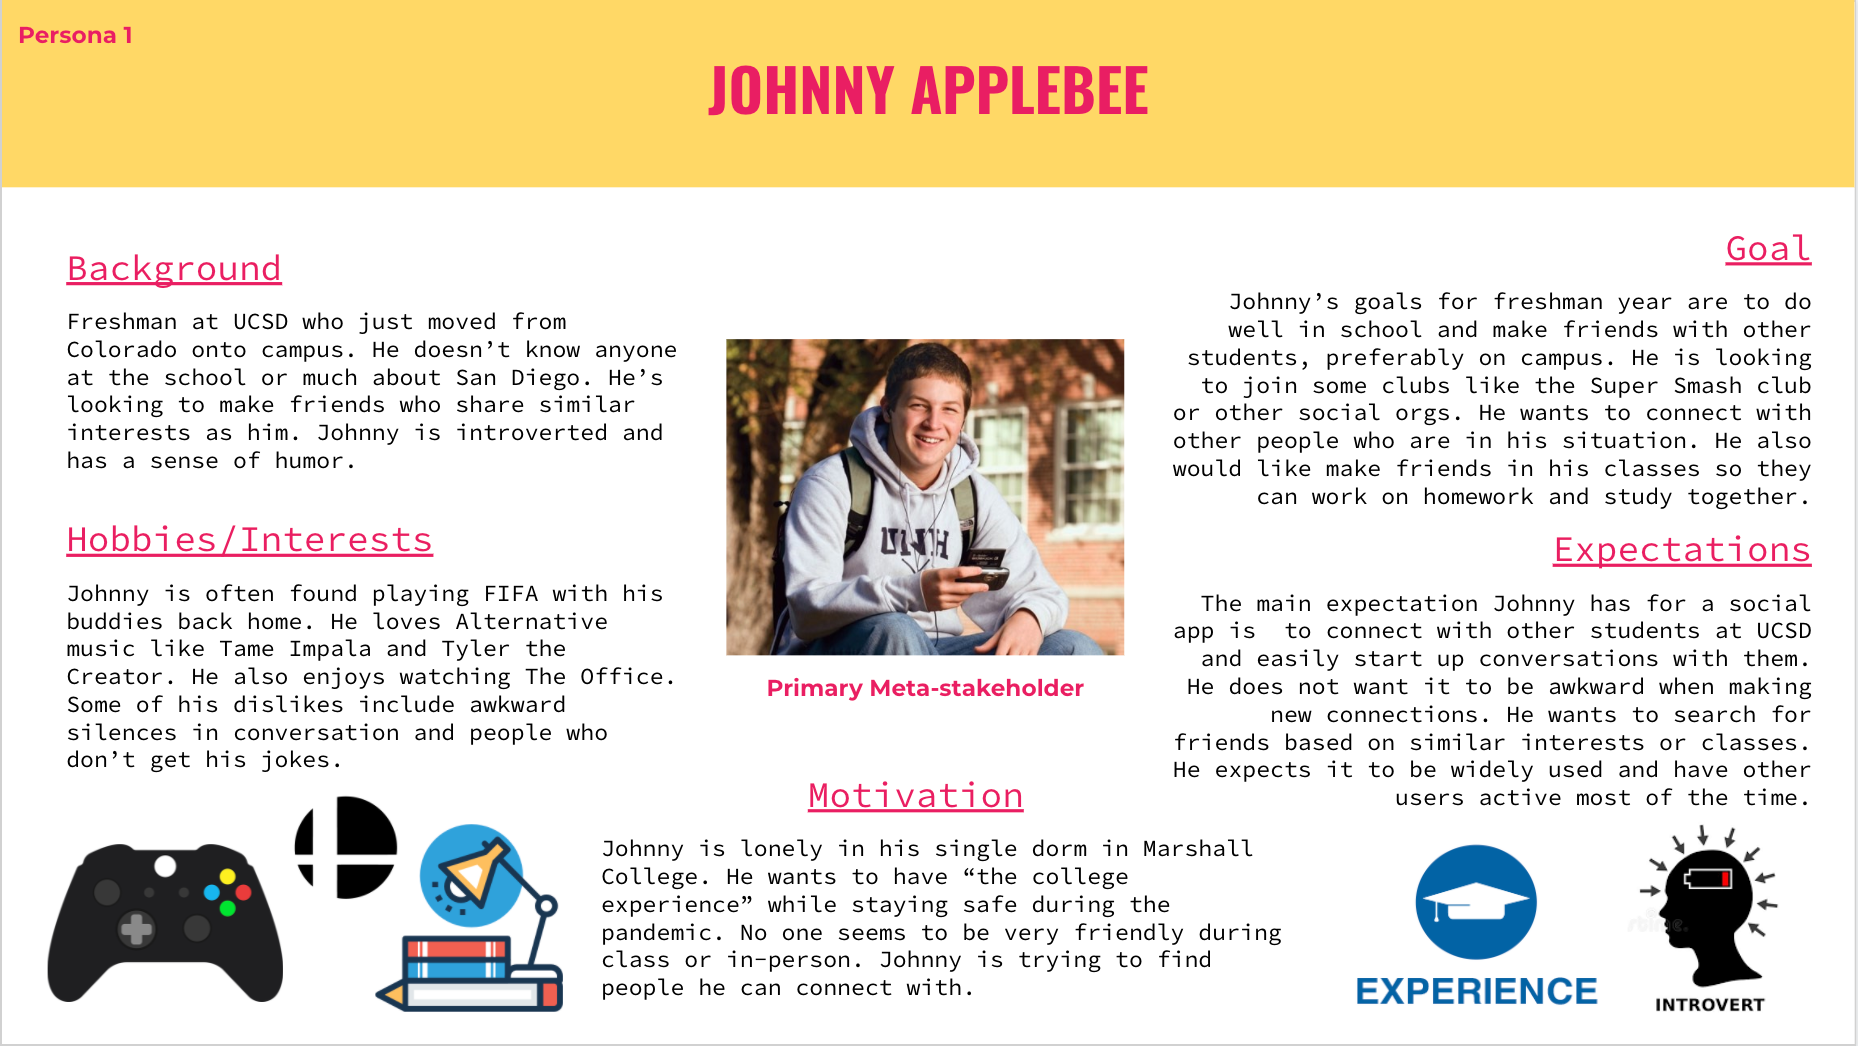 Persona 1
JOHNNY APPLEBEE
Background
Freshman at UCSD who just moved from
Colorado onto campus. He doesn’t know anyone
at the school or much about San Diego. He’s
looking to make friends who share similar
interests as him. Johnny is introverted and
has a sense of humor.
Hobbies/Interests
Johnny is often found playing FIFA with his
buddies back home. He loves Alternative
music like Tame Impala and Tyler the
Creator. He also enjoys watching The Office.
Some of his dislikes include awkward
silences in conversation and people who
don’t get his jokes.
UNH
Primary Meta-stakeholder
Motivation
Johnny is lonely in his single dorm in Marshall
College. He wants to have “the college
experience” while staying safe during the
pandemic. No one seems to be very friendly during
class or in-person. Johnny is trying to find
people he can connect with.
Goal
Johnny’s goals for freshman year are to do
well in school and make friends with other
students, preferably on campus. He is looking
to join some clubs like the Super Smash club
or other social orgs. He wants to connect with
other people who are in his situation. He also
would like make friends in his classes so they
can work on homework and study together.
Expectations
The main expectation Johnny has for a social
app is  to connect with other students at UCSD
and easily start up conversations with them.
He does not want it to be awkward when making
new connections. He wants to search for
friends based on similar interests or classes.
He expects it to be widely used and have other
users active most of the time.
EXPERIENCE
INTROVERT